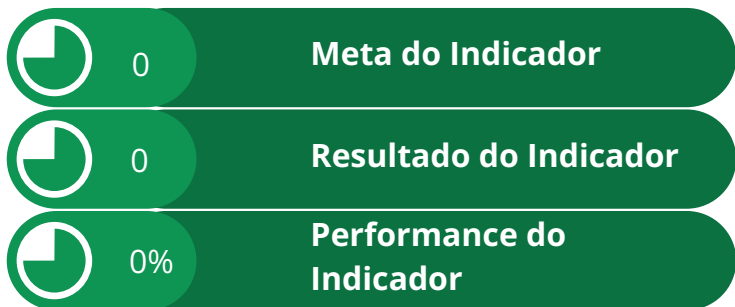 0 Meta do Indicador
0 Resultado do Indicador
0% Performance do
Indicador